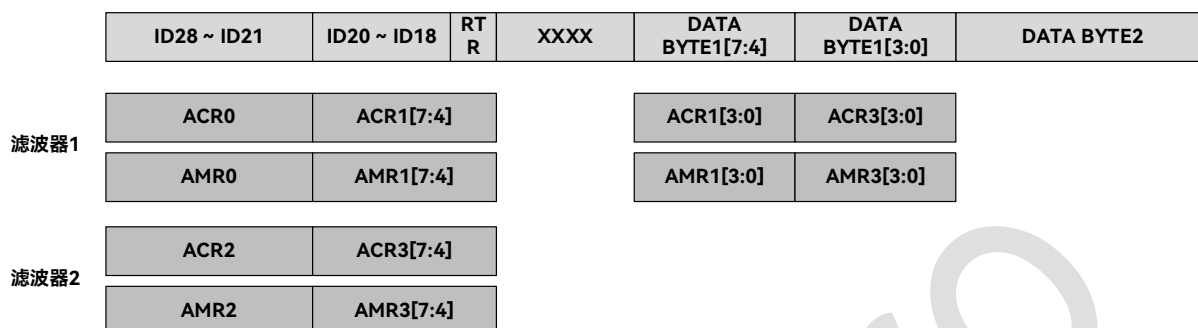 ID28 ~ ID21 ID20 ~ ID18 RT
R XXXX DATA
BYTE1[7:4] DATA
BYTE1[3:0] DATA BYTE2
滤波器1
ACR0 ACR1[7:4] ACR1[3:0] ACR3[3:0]
AMR0 AMR1[7:4] AMR1[3:0] AMR3[3:0]
滤波器2
ACR2 ACR3[7:4]
AMR2 AMR3[7:4]